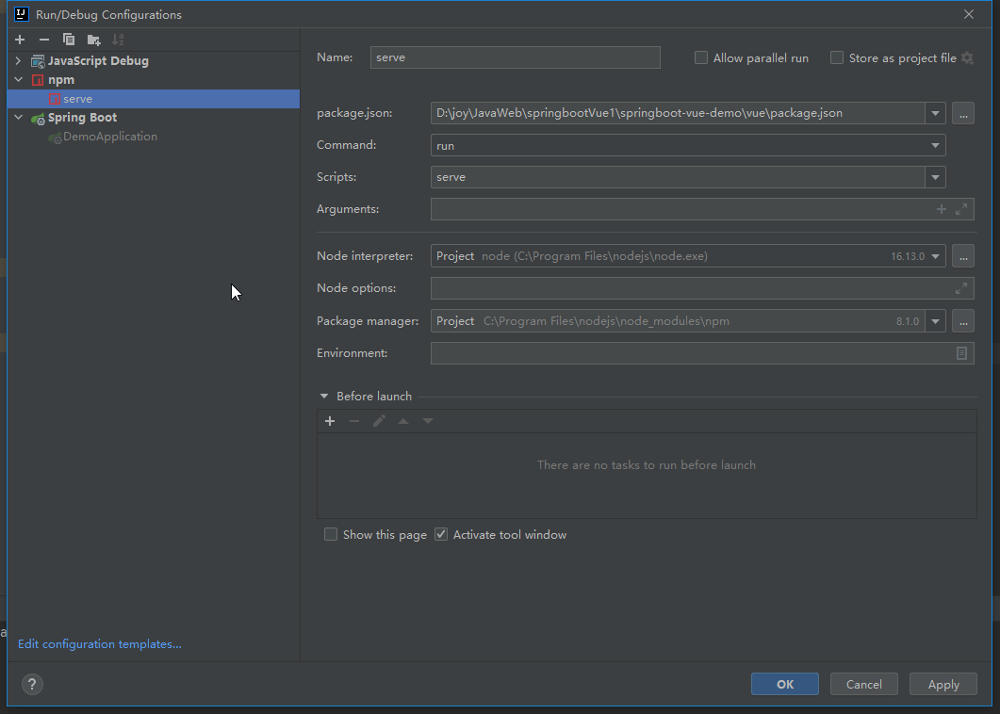 Run/Debug Configurations
JavaScript Debug
npm
serve
Spring Boot
DemoApplication
Edit configuration templates...
Name: serve Allow parallel run Store as project file
package.json: D:\joy\JavaWeb\springbootVue1\springboot-vue-demo\vue\package.json ...
Command: run
Scripts: serve
Arguments:
Node interpreter: Project node (C:\Program Files\nodejs\node.exe) 16.13.0 ...
Node options:
Package manager: Project C:\Program Files\nodejs\node_modules\npm 8.1.0 ...
Environment:
Before launch
There are no tasks to run before launch
Show this page Activate tool window
? OK Cancel Apply